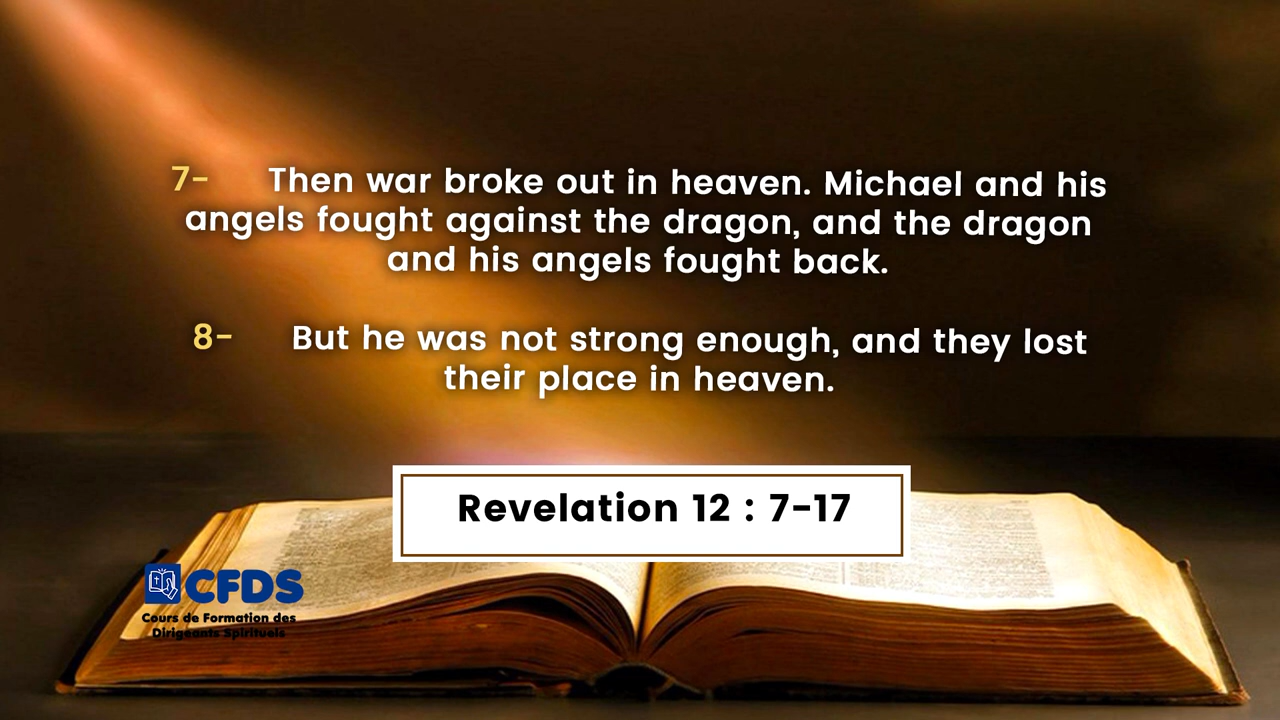 7- Then war broke out in heaven. Michael and his
angels fought against the dragon, and the dragon
and his angels fought back.
8- But he was not strong enough, and they lost
their place in heaven.
Revelation 12 : 7-17
CFDS
Cours de Formation des
Dirigeants Spirituels